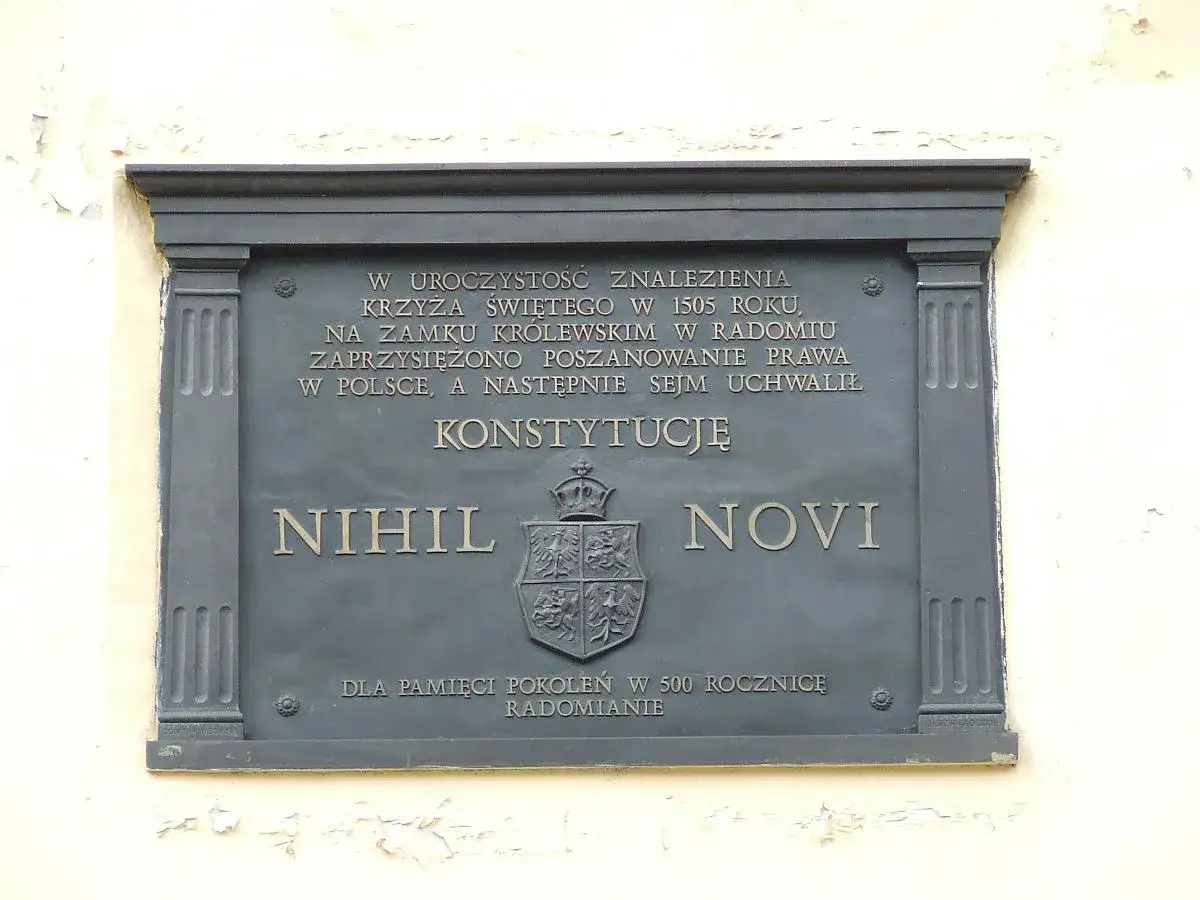 W UROCZYSTOŚĆ ZNALEZIENIA
KRZYŻA ŚWIĘTEGO W 1505 ROKU,
NA ZAMKU KRÓLEWSKIM W RADOMIU
ZAPRZYSIĘŻONO POSZANOWANIE PRAWA
W POLSCE, A NASTĘPNIE SEJM UCHWALIŁ
KONSTYTUCJĘ
NIHIL NOVI
DLA PAMIĘCI POKOLEŃ W 500 ROCZNICĘ
RADOMIANIE